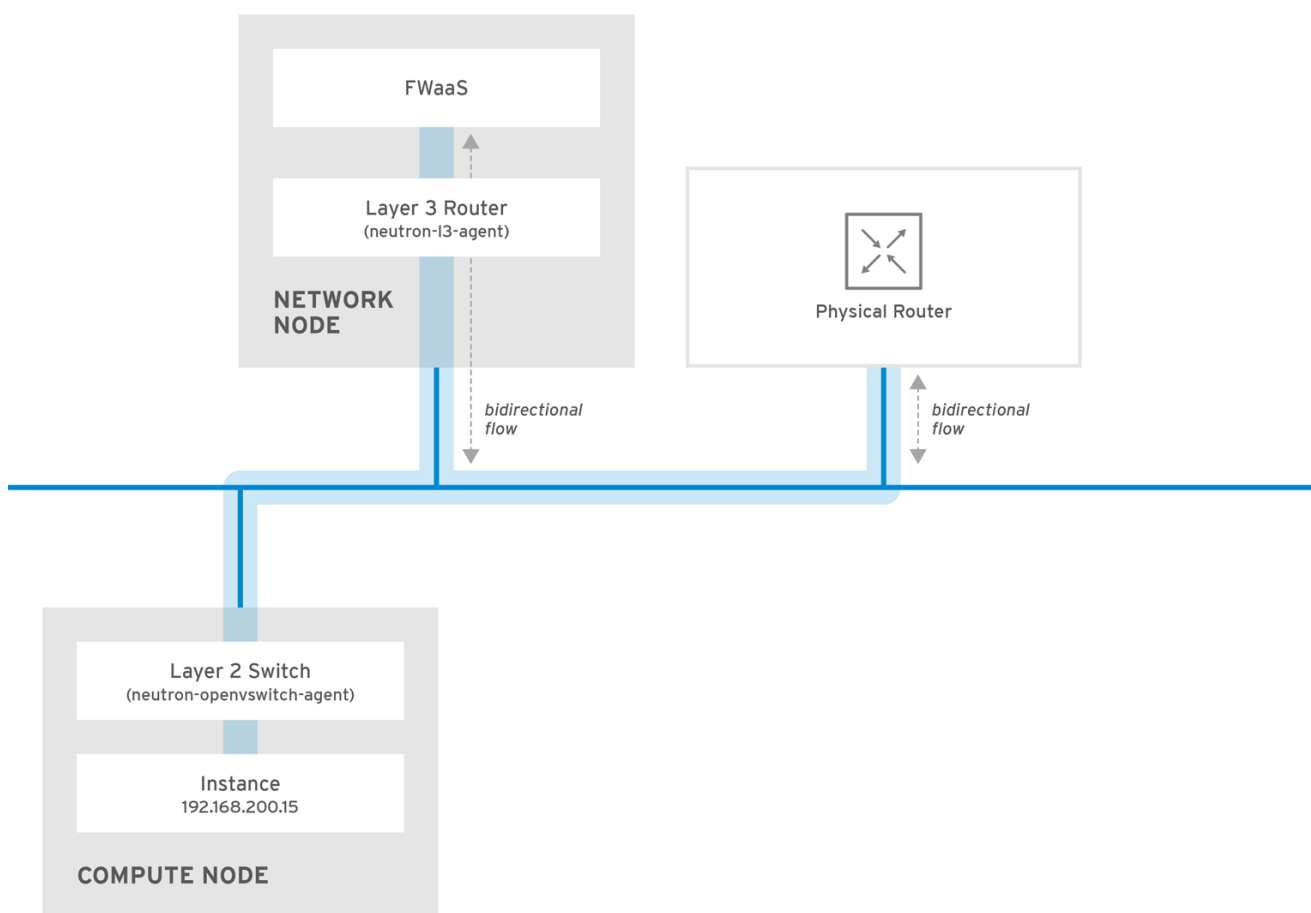 FWaaS
Layer 3 Router
(neutron-l3-agent)
NETWORK
NODE
bidirectional
flow
Physical Router
bidirectional
flow
Layer 2 Switch
(neutron-openvswitch-agent)
Instance
192.168.200.15
COMPUTE NODE